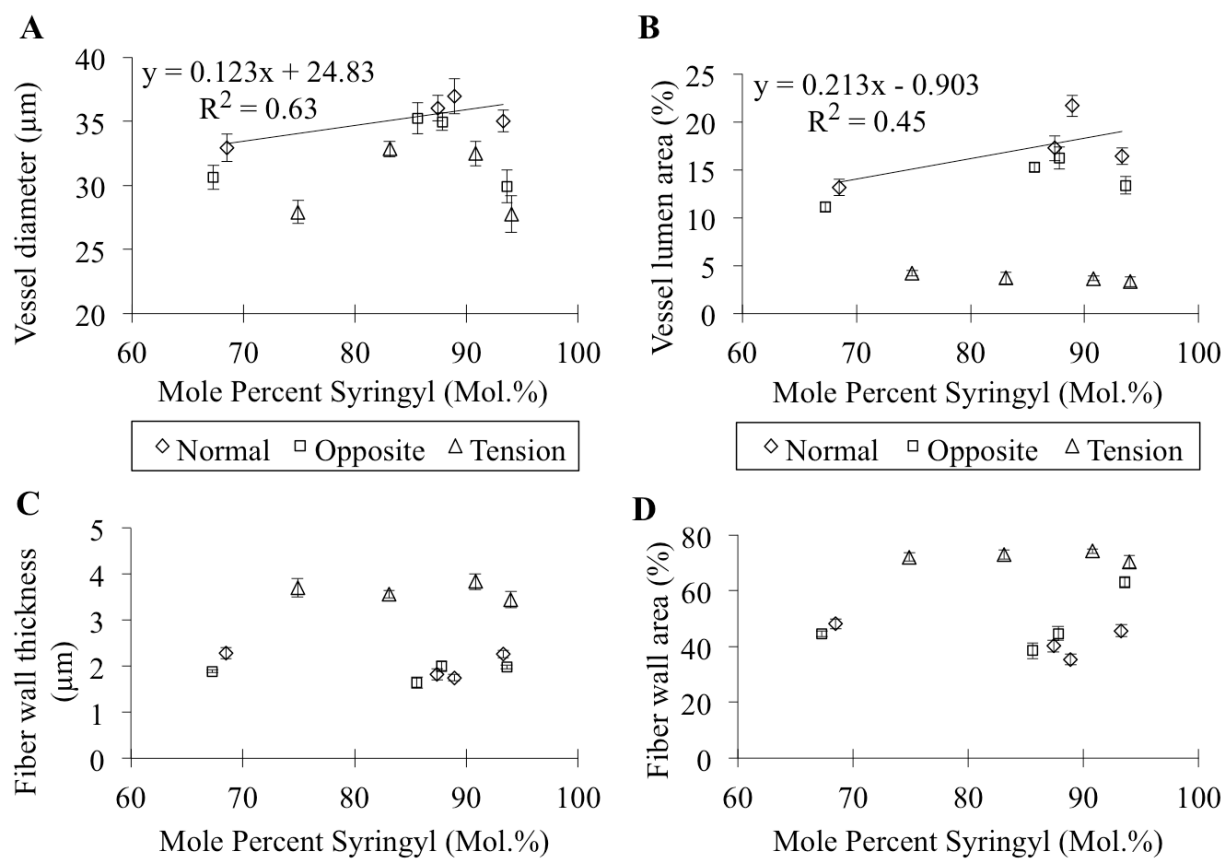 A
B
40
35
30
25
20
Vessel diameter (μm)
y = 0.123x + 24.83
R² = 0.63
60 70 80 90 100
Mole Percent Syringyl (Mol.%)
25
20
15
10
5
0
Vessel lumen area (%)
y = 0.213x - 0.903
R² = 0.45
60 70 80 90 100
Mole Percent Syringyl (Mol.%)
Normal Opposite Tension
Normal Opposite Tension
C
D
5
4
3
2
1
0
Fiber wall thickness
(μm)
60 70 80 90 100
Mole Percent Syringyl (Mol.%)
80
60
40
20
0
Fiber wall area (%)
60 70 80 90 100
Mole Percent Syringyl (Mol.%)